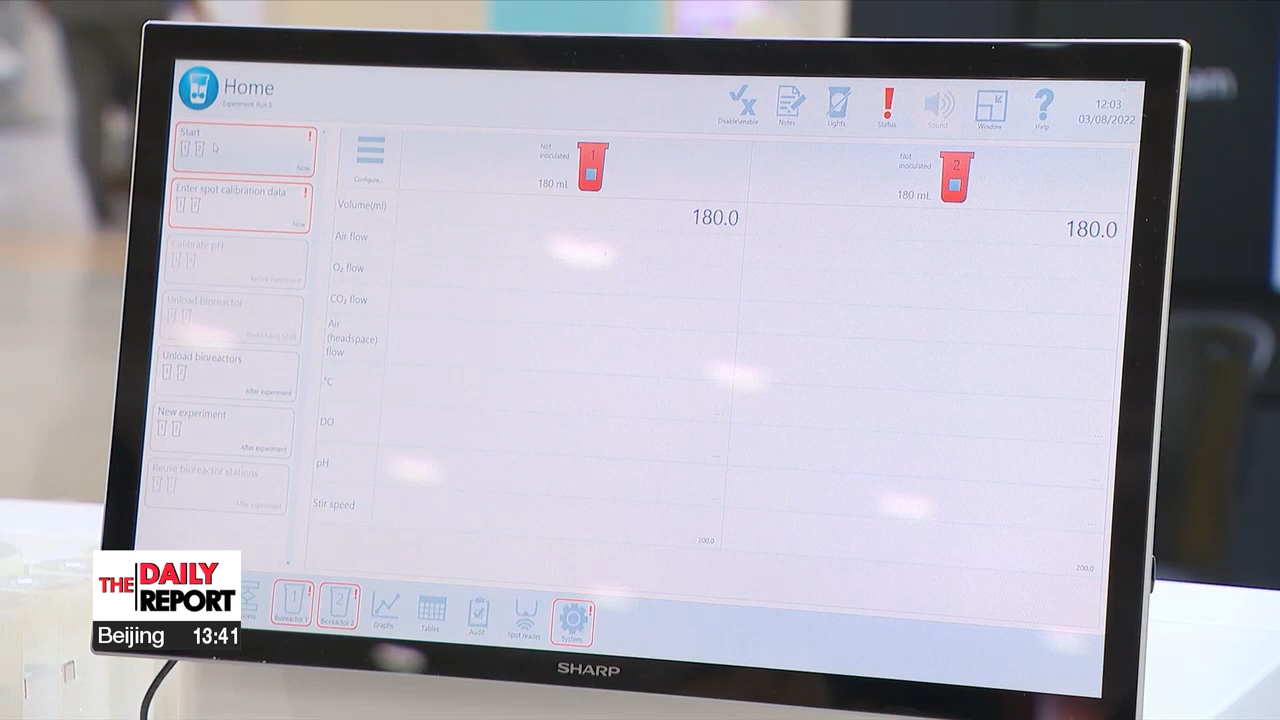 Home
Experiment: Run 5
Disable\enable
Notes
Lights
Status
Sound
Window
Help
12:03
03/08/2022
Start
Now
Enter spot calibration data
Now
Calibrate pH
Before experiment
Unload bioreactor
Unload bioreactors
After experiment
New experiment
After experiment
Reuse bioreactor stations
After experiment
Configure..
Not
inoculated
1
180 mL
Not
inoculated
2
180 mL
Volume(ml)
180.0
180.0
Air flow
O₂ flow
CO₂ flow
Air
(headspace)
flow
°C
DO
pH
Stir speed
200.0
200.0
1
Bioreactor 1
2
Bioreactor 2
Graphs
Tables
Audit
Spot reader
System
SHARP
THE DAILY
REPORT
Beijing 13:41